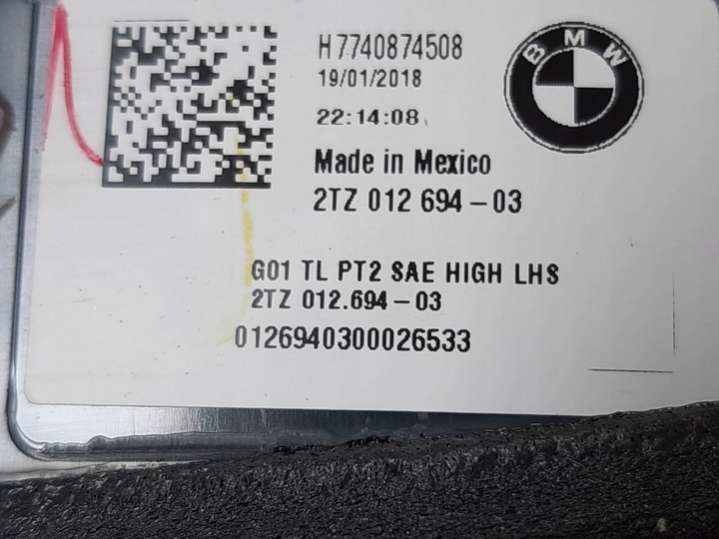 H7740874508
19/01/2018
22:14:08
BMW
Made in Mexico
2TZ 012 694-03
G01 TL PT2 SAE HIGH LHS
2TZ 012.694-03
0126940300026533